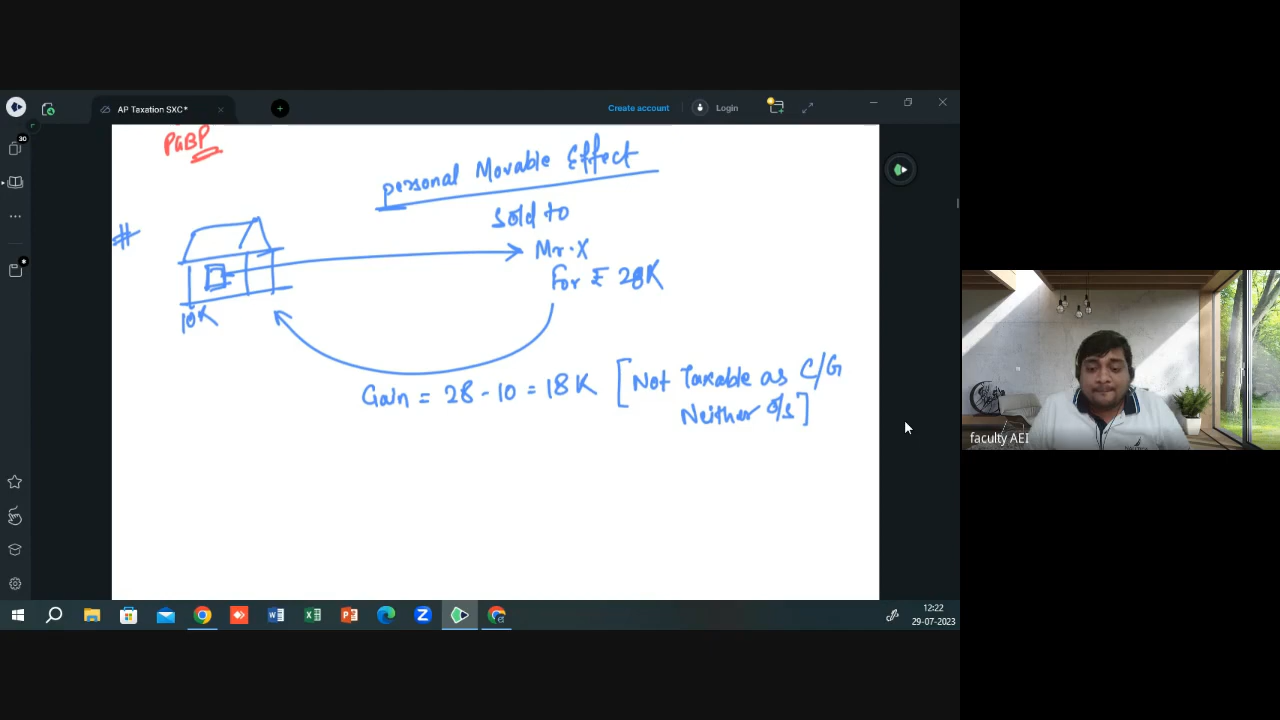 AP Taxation SXC*
Create account
Login
30
PGBP
Personal Movable Effect
#
Sold to
Mr. X
For ₹ 28K
10K
Gain = 28 - 10 = 18K [Not Taxable as C/G
Neither O/S]
faculty AEI
12:22
29-07-2023